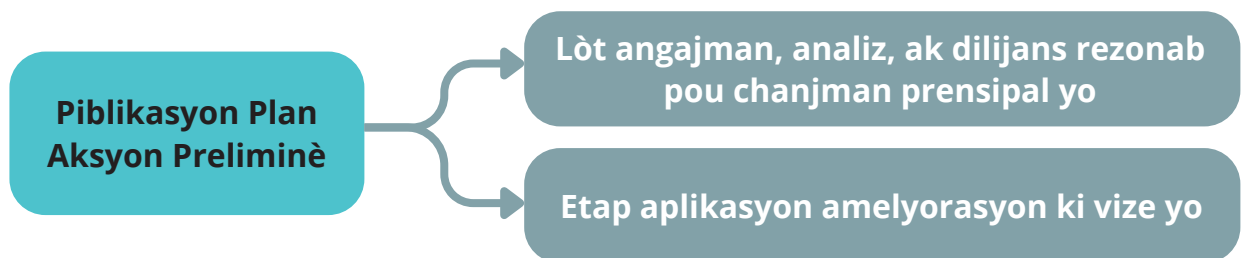 Piblikasyon Plan
Aksyon Preliminè
Lòt angajman, analiz, ak dilijans rezonab
pou chanjman prensipal yo
Etap aplikasyon amelyorasyon ki vize yo